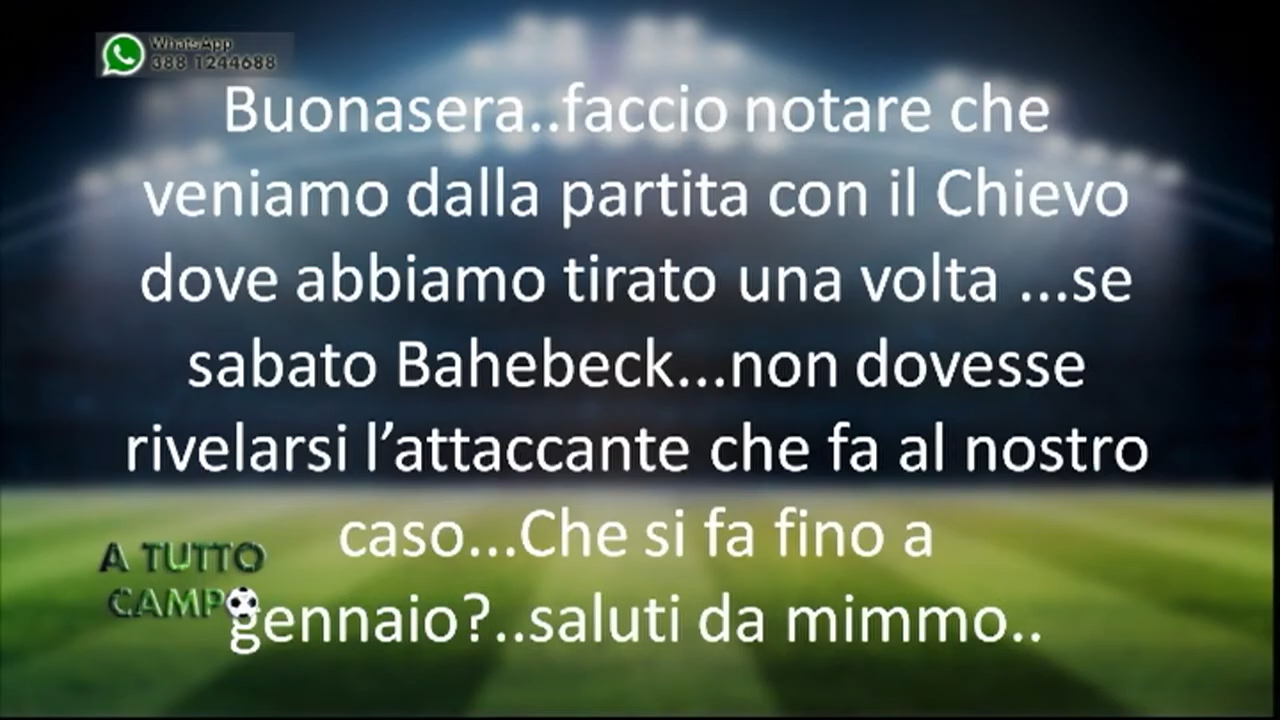 WhatsApp
388 1244688
Buonasera..faccio notare che
veniamo dalla partita con il Chievo
dove abbiamo tirato una volta ...se
sabato Bahebeck...non dovesse
rivelarsi l’attaccante che fa al nostro
caso...Che si fa fino a
gennaio?..saluti da mimmo..
A TUTTO
CAMPO